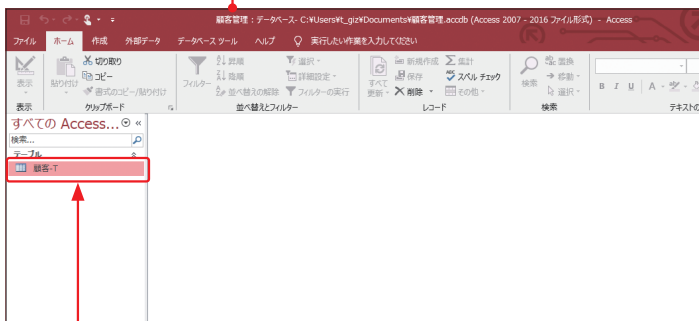 顧客管理：データベース- C:¥Users¥t_giz¥Documents¥顧客管理.accdb (Access 2007 - 2016 ファイル形式) - Access
ファイル ホーム 作成 外部データ データベース ツール ヘルプ 実行したい作業を入力してください
表示
表示
貼り付け
切り取り
コピー
書式のコピー/貼り付け
クリップボード
フィルター
昇順
降順
並べ替えの解除
選択
詳細設定
フィルターの実行
並べ替えとフィルター
すべて
更新
新規作成
保存
削除
集計
スペル チェック
その他
レコード
検索
置換
移動
選択
検索
B I U A
テキストの
すべての Access...
検索...
テーブル
顧客-T